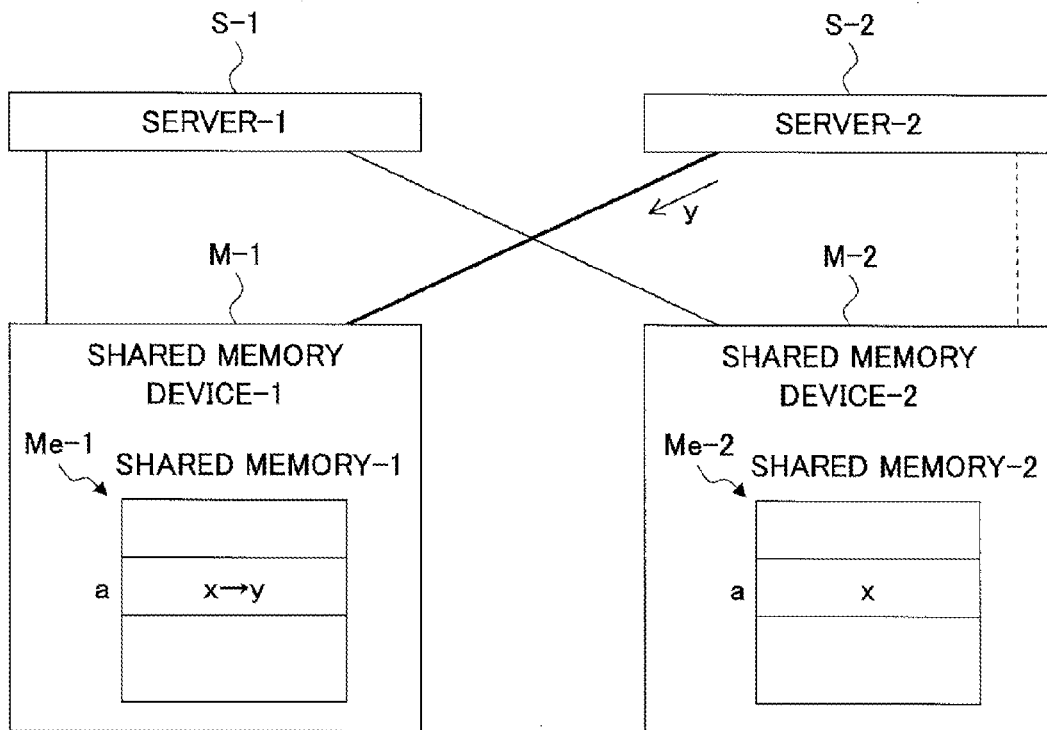 S-1
S-2
SERVER-1
SERVER-2
y
M-1
M-2
SHARED MEMORY
DEVICE-1
SHARED MEMORY
DEVICE-2
Me-1
SHARED MEMORY-1
Me-2
SHARED MEMORY-2
a
x→y
a
x